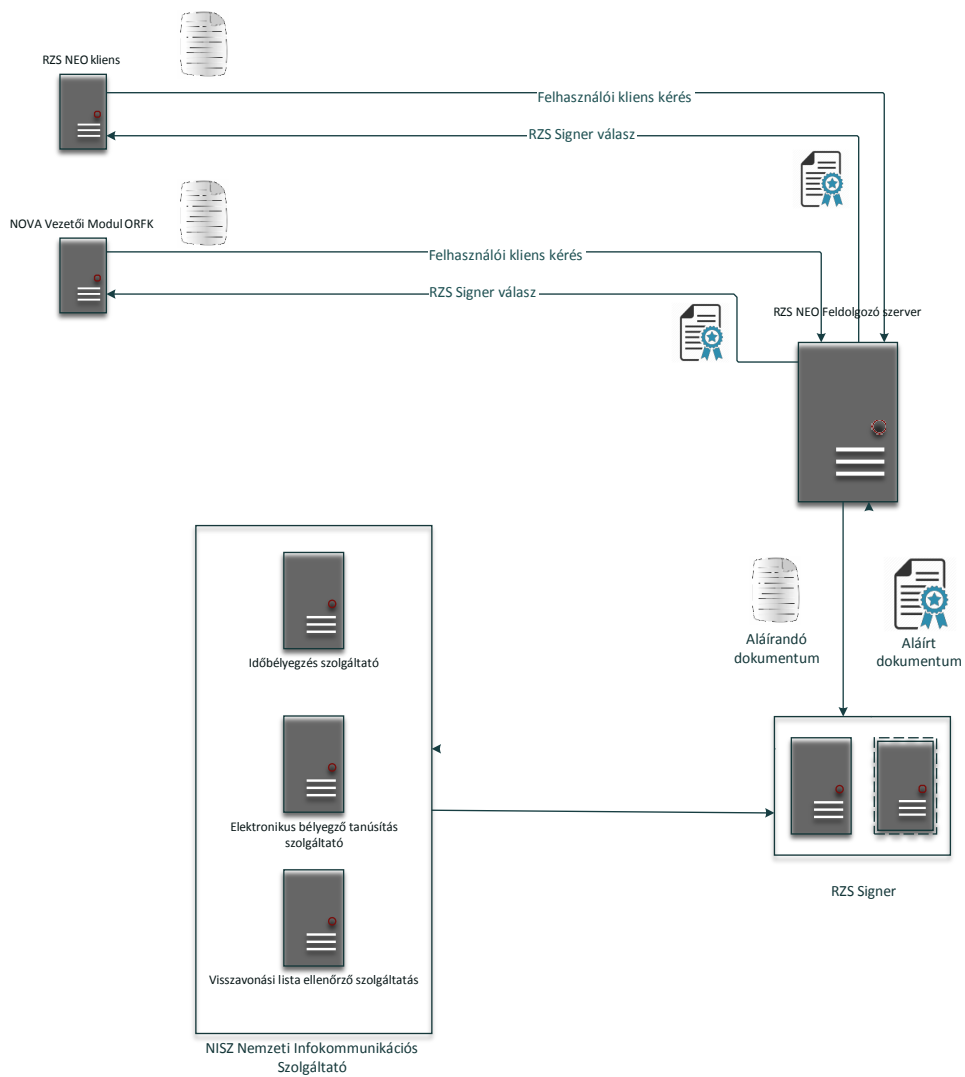 RZS NEO kliens
Felhasználói kliens kérés
RZS Signer válasz
NOVA Vezetői Modul ORFK
Felhasználói kliens kérés
RZS Signer válasz
RZS NEO Feldolgozó szerver
Aláírandó
dokumentum
Aláírt
dokumentum
Időbélyegzés szolgáltató
Elektronikus bélyegző tanúsítás
szolgáltató
RZS Signer
Visszavonási lista ellenőrző szolgáltatás
NISZ Nemzeti Infokommunikációs
Szolgáltató